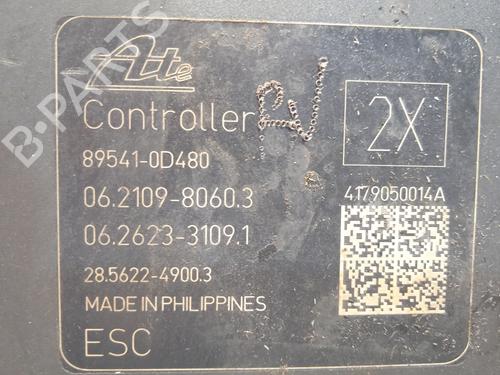 Ate
Controller
2X
89541-0D480
06.2109-8060.3
4179050014A
06.2623-3109.1
28.5622-4900.3
MADE IN PHILIPPINES
ESC
B-PARTS